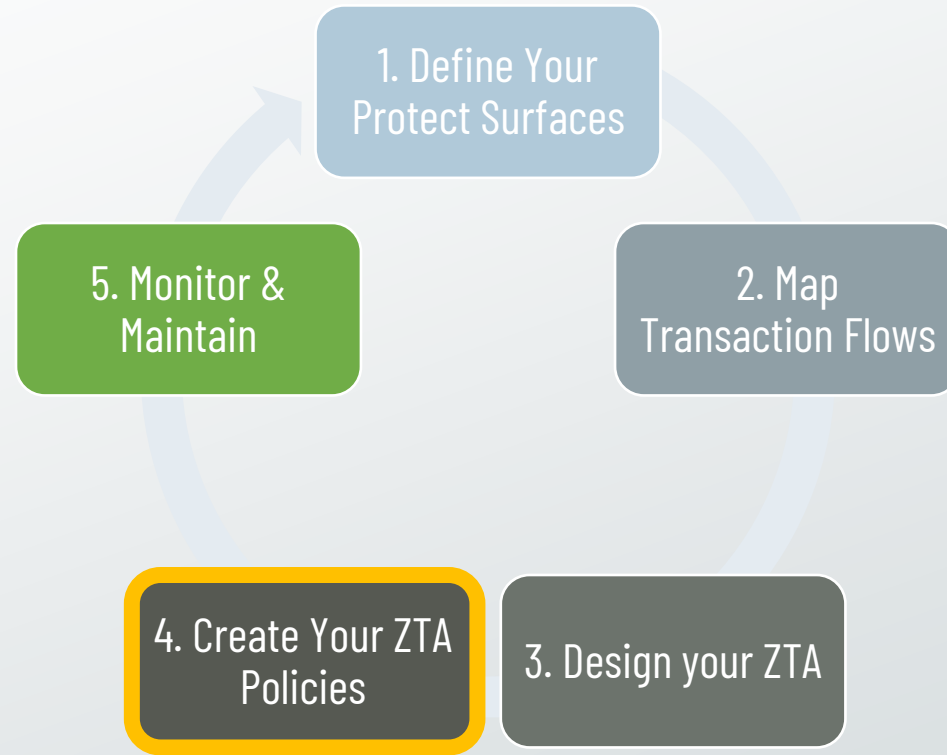 1. Define Your
Protect Surfaces
2. Map
Transaction Flows
3. Design your ZTA
4. Create Your ZTA
Policies
5. Monitor &
Maintain